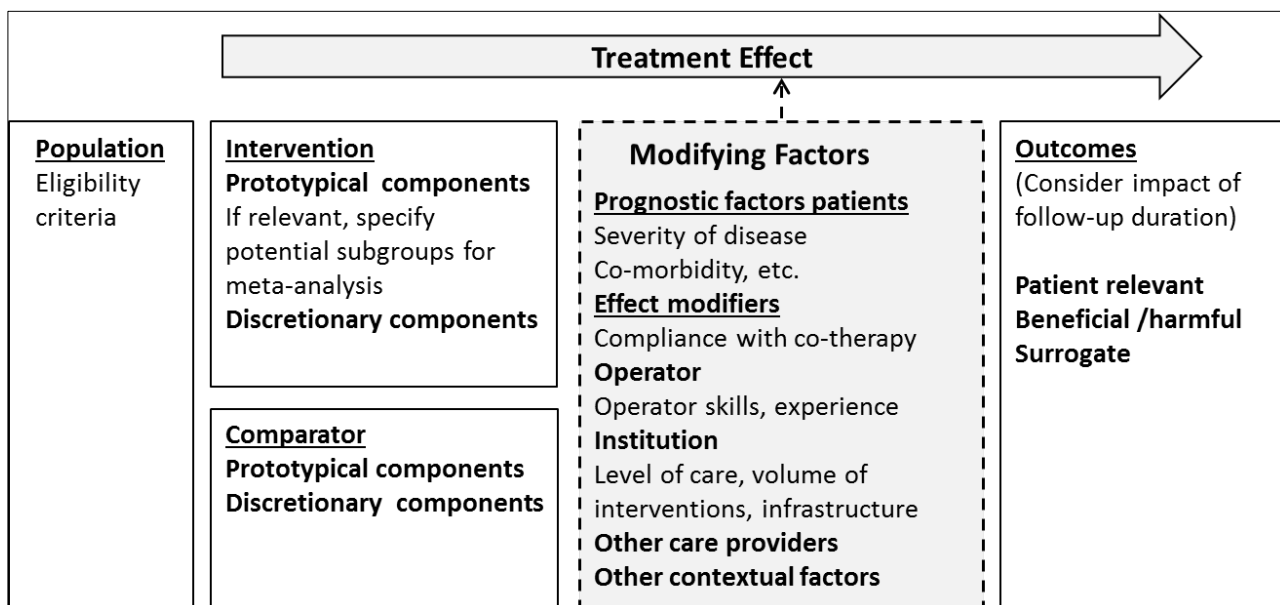 Treatment Effect
Population
Eligibility
criteria
Intervention
Prototypical components
If relevant, specify
potential subgroups for
meta-analysis
Discretionary components
Comparator
Prototypical components
Discretionary components
Modifying Factors
Prognostic factors patients
Severity of disease
Co-morbidity, etc.
Effect modifiers
Compliance with co-therapy
Operator
Operator skills, experience
Institution
Level of care, volume of
interventions, infrastructure
Other care providers
Other contextual factors
Outcomes
(Consider impact of
follow-up duration)
Patient relevant
Beneficial /harmful
Surrogate